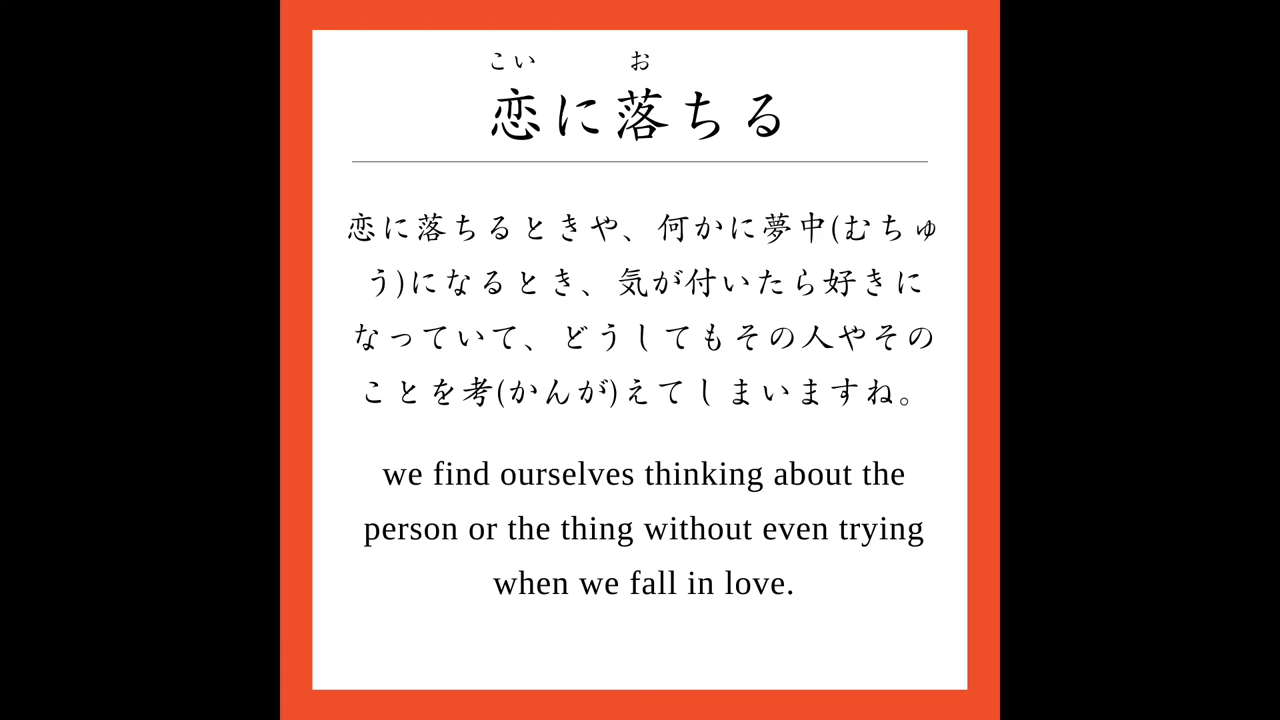 こい お
恋に落ちる
恋に落ちるときや、何かに夢中(むちゅ
う)になるとき、気が付いたら好きに
なっていて、どうしてもその人やその
ことを考(かんが)えてしまいますね。
we find ourselves thinking about the
person or the thing without even trying
when we fall in love.